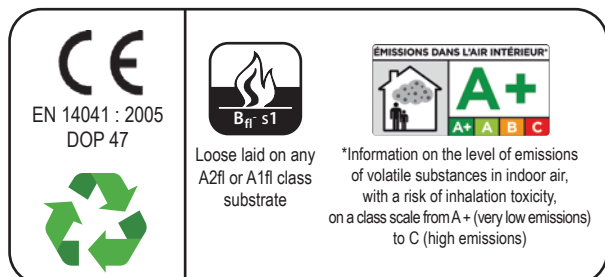 CE
EN 14041 : 2005
DOP 47
Bfl- s1
Loose laid on any
A2fl or A1fl class
substrate
ÉMISSIONS DANS L'AIR INTÉRIEUR*
A+
A+ A B C
*Information on the level of emissions
of volatile substances in indoor air,
with a risk of inhalation toxicity,
on a class scale from A + (very low emissions)
to C (high emissions)